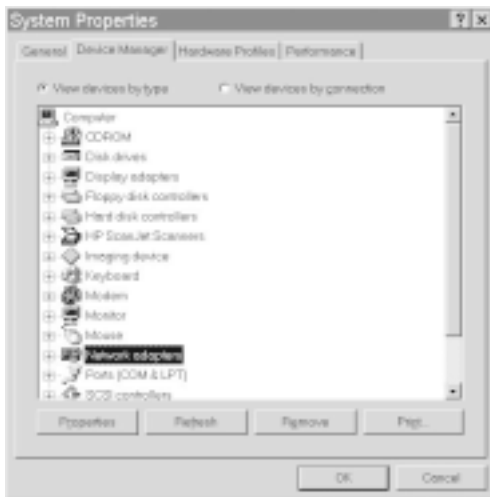 System Properties
General Device Manager Hardware Profiles Performance
View devices by type View devices by connection
Computer
CDROM
Disk drives
Display adapters
Floppy disk controllers
Hard disk controllers
HP ScanJet Scanners
Imaging device
Keyboard
Modem
Monitor
Mouse
Network adapters
Ports (COM & LPT)
SCSI controllers
Properties Refresh Remove Print...
OK Cancel